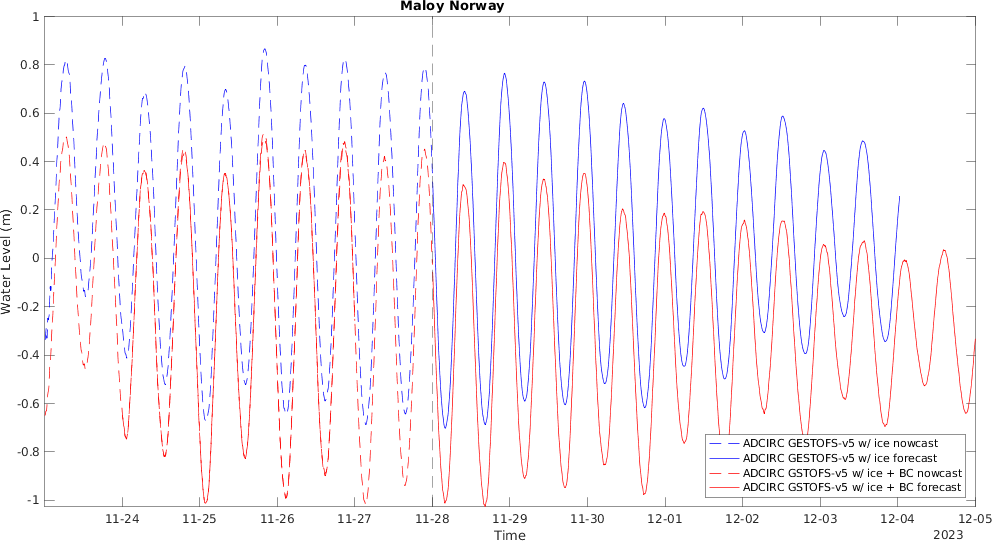 Maloy Norway
1
0.8
0.6
0.4
0.2
0
-0.2
-0.4
-0.6
-0.8
-1
Water Level (m)
ADCIRC GESTOFS-v5 w/ ice nowcast
ADCIRC GESTOFS-v5 w/ ice forecast
ADCIRC GSTOFS-v5 w/ ice + BC nowcast
ADCIRC GSTOFS-v5 w/ ice + BC forecast
11-24 11-25 11-26 11-27 11-28 11-29 11-30 12-01 12-02 12-03 12-04 12-05
Time
2023